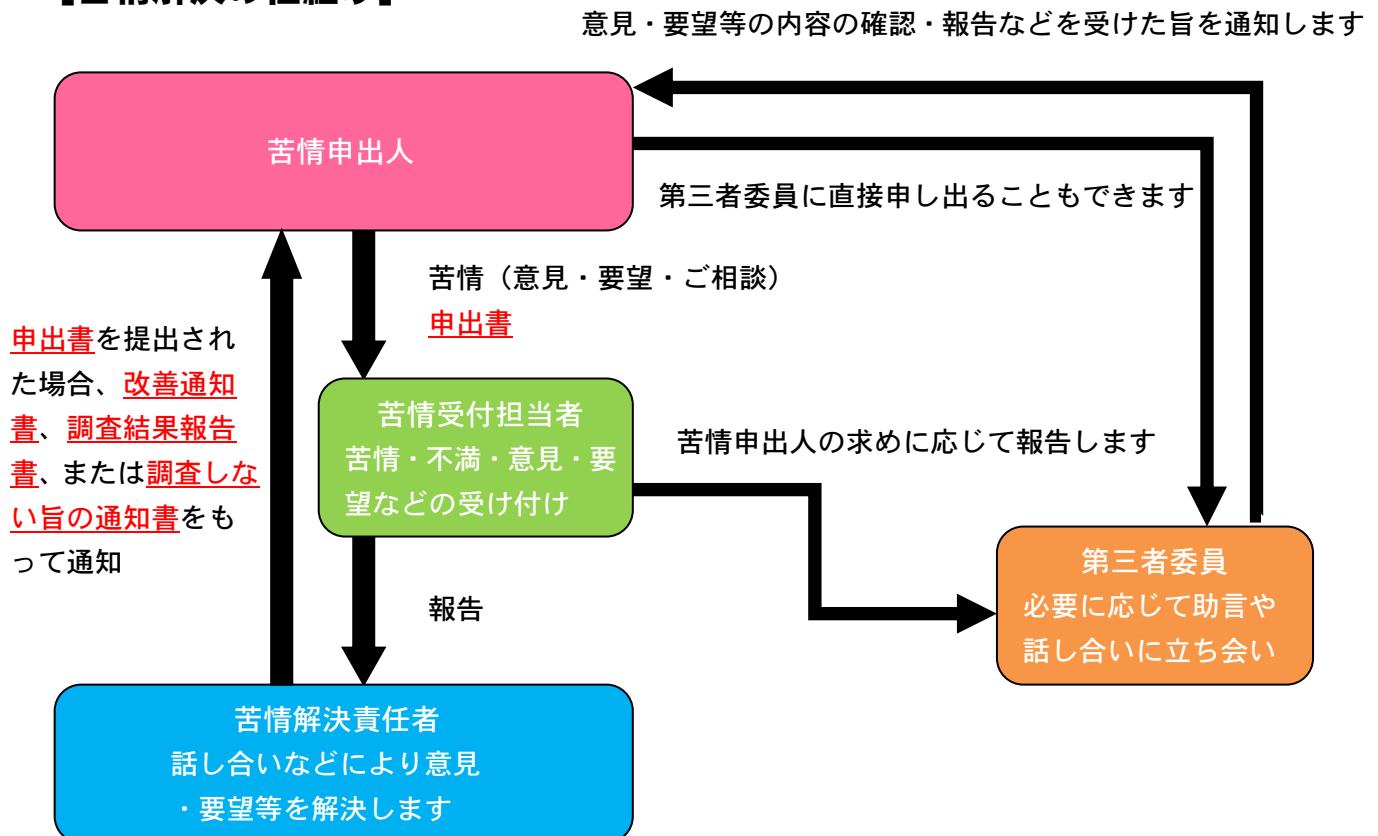 意見・要望等の内容の確認・報告などを受けた旨を通知します
苦情申出人
第三者委員に直接申し出ることもできます
苦情（意見・要望・ご相談）
申出書
申出書を提出され
た場合、改善通知
書、調査結果報告
書、または調査しな
い旨の通知書をも
って通知
苦情受付担当者
苦情・不満・意見・要
望などの受け付け
苦情申出人の求めに応じて報告します
第三者委員
必要に応じて助言や
話し合いに立ち会い
報告
苦情解決責任者
話し合いなどにより意見
・要望等を解決します